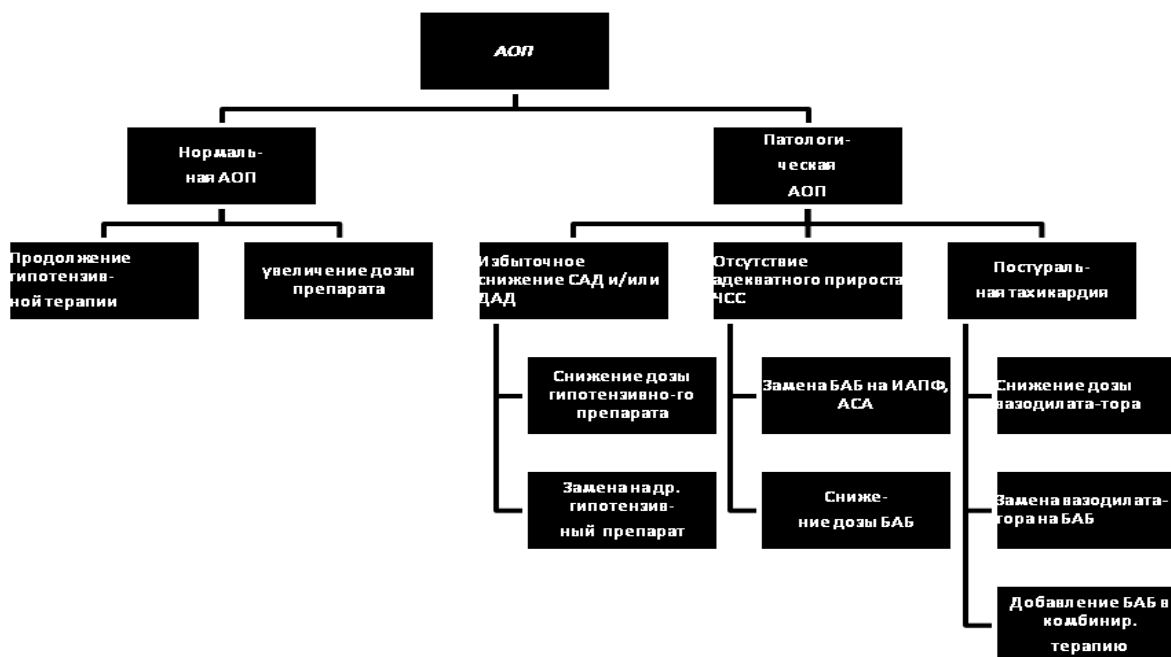 АОП
Нормаль-
ная АОП
Патологи-
ческая
АОП
Продолжение
гипотензив-
ной терапии
увеличение дозы
препарата
Избыточное
снижение САД и/или
ДАД
Отсутствие
адекватного прироста
ЧСС
Постураль-
ная тахикардия
Снижение дозы
гипотензивно-го
препарата
Замена БАБ на ИАПФ,
АСА
Снижение дозы
вазодилата-тора
Замена на др.
гипотензив-
ный препарат
Сниже-
ние дозы БАБ
Замена вазодилата-
тора на БАБ
Добавление БАБ в
комбинир.
терапию